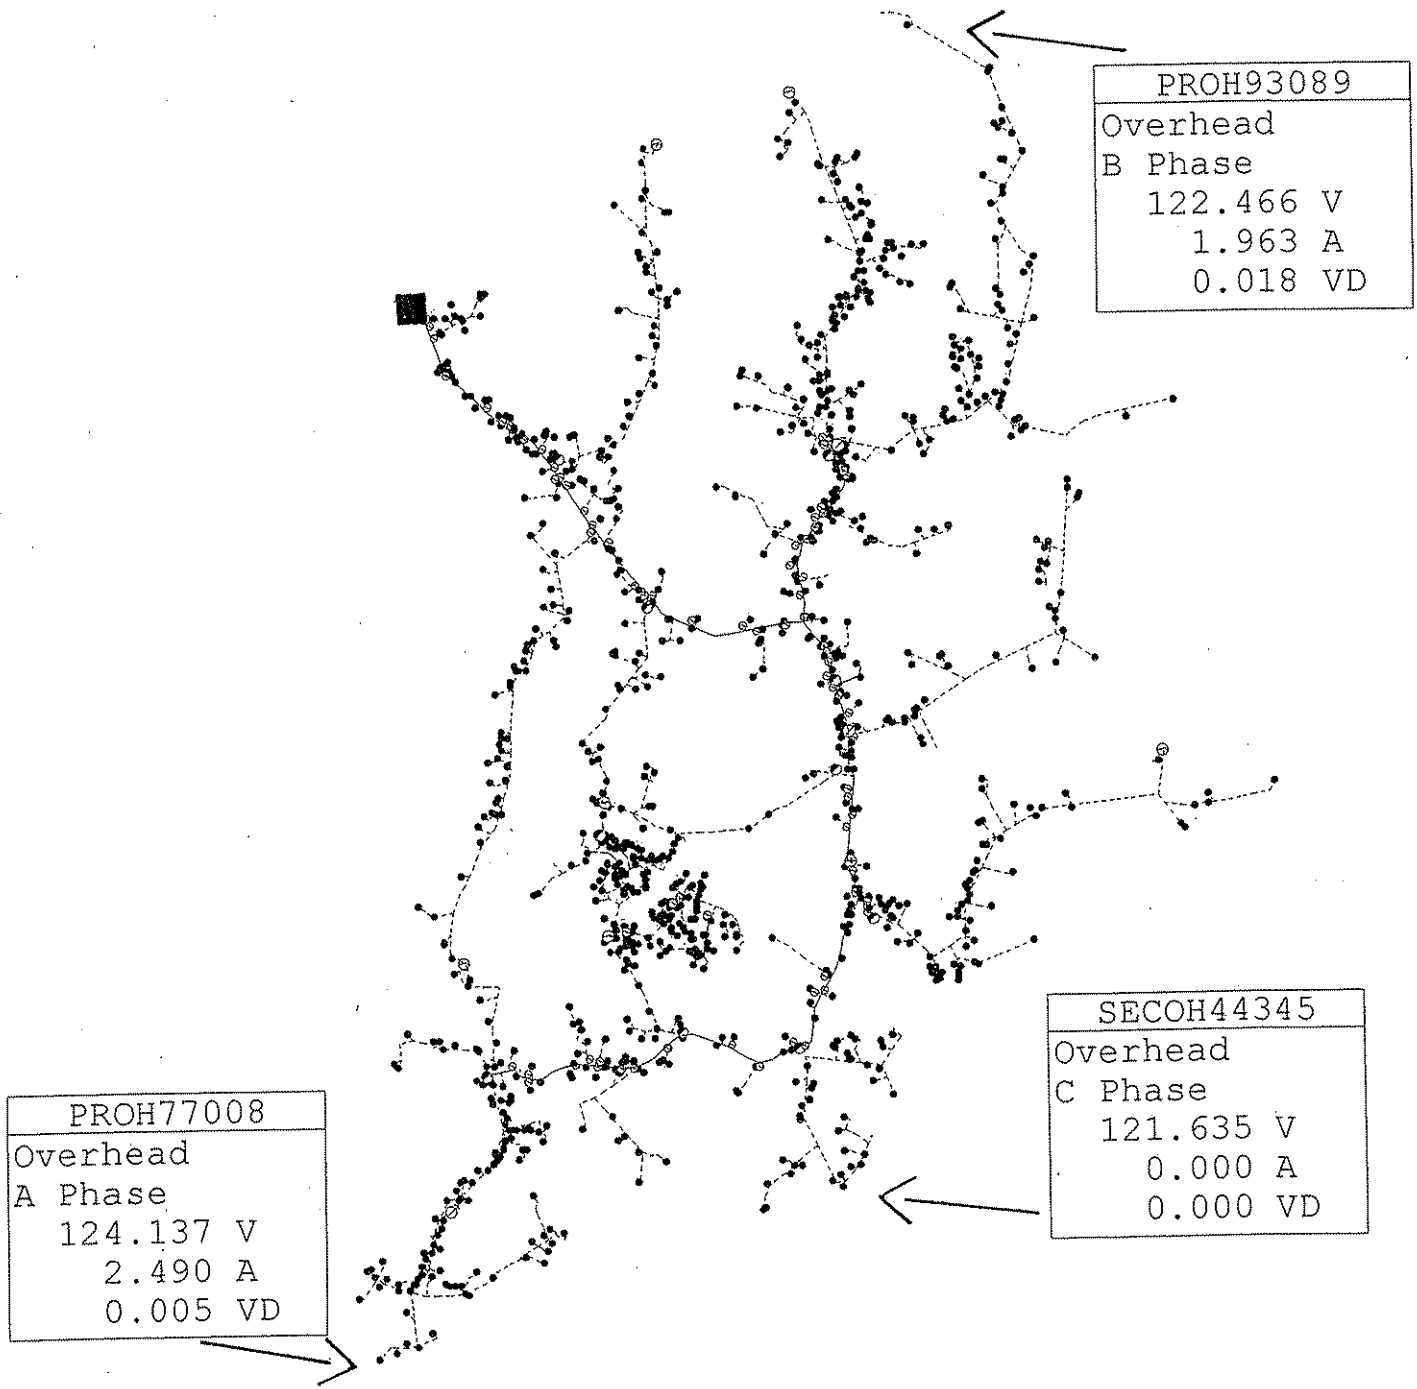 PROH93089
Overhead
B Phase
122.466 V
1.963 A
0.018 VD
SECOH44345
Overhead
C Phase
121.635 V
0.000 A
0.000 VD
PROH77008
Overhead
A Phase
124.137 V
2.490 A
0.005 VD